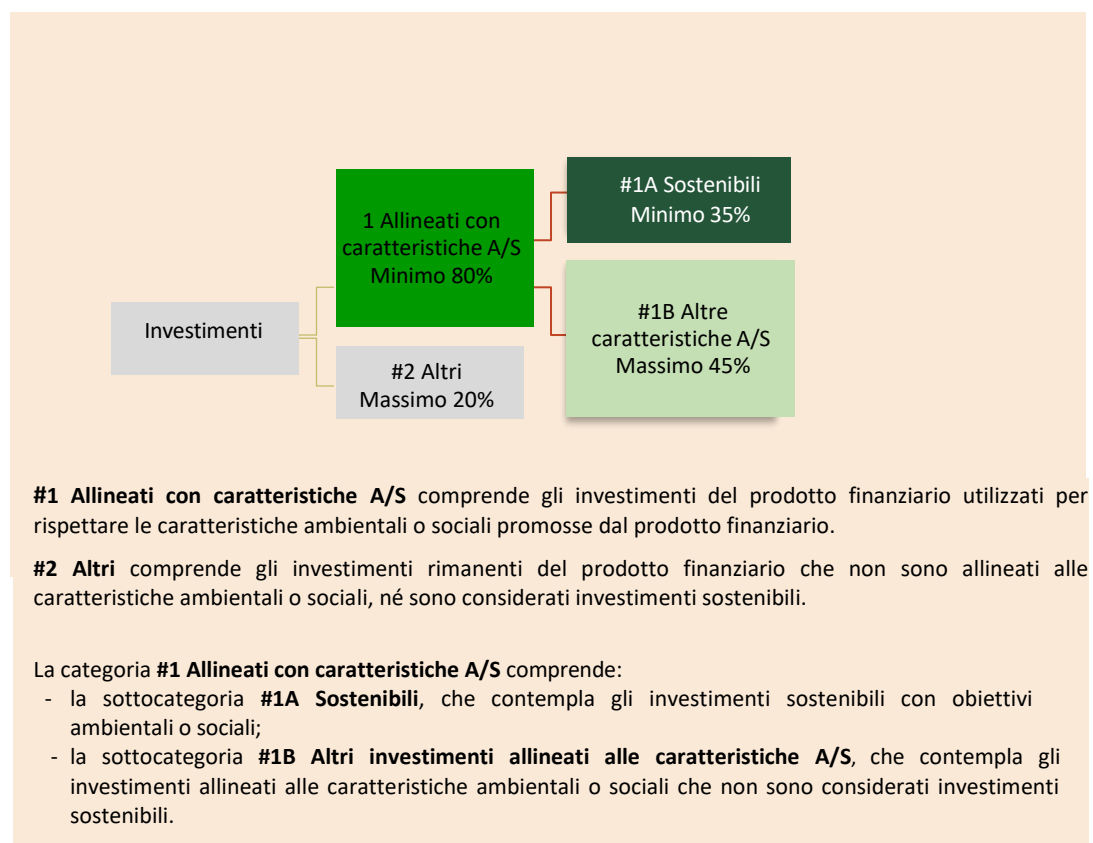 #1A Sostenibili
Minimo 35%
1 Allineati con
caratteristiche A/S
Minimo 80%
#1B Altre
caratteristiche A/S
Massimo 45%
Investimenti
#2 Altri
Massimo 20%
#1 Allineati con caratteristiche A/S comprende gli investimenti del prodotto finanziario utilizzati per
rispettare le caratteristiche ambientali o sociali promosse dal prodotto finanziario.
#2 Altri comprende gli investimenti rimanenti del prodotto finanziario che non sono allineati alle
caratteristiche ambientali o sociali, né sono considerati investimenti sostenibili.
La categoria #1 Allineati con caratteristiche A/S comprende:
- la sottocategoria #1A Sostenibili, che contempla gli investimenti sostenibili con obiettivi
ambientali o sociali;
- la sottocategoria #1B Altri investimenti allineati alle caratteristiche A/S, che contempla gli
investimenti allineati alle caratteristiche ambientali o sociali che non sono considerati investimenti
sostenibili.